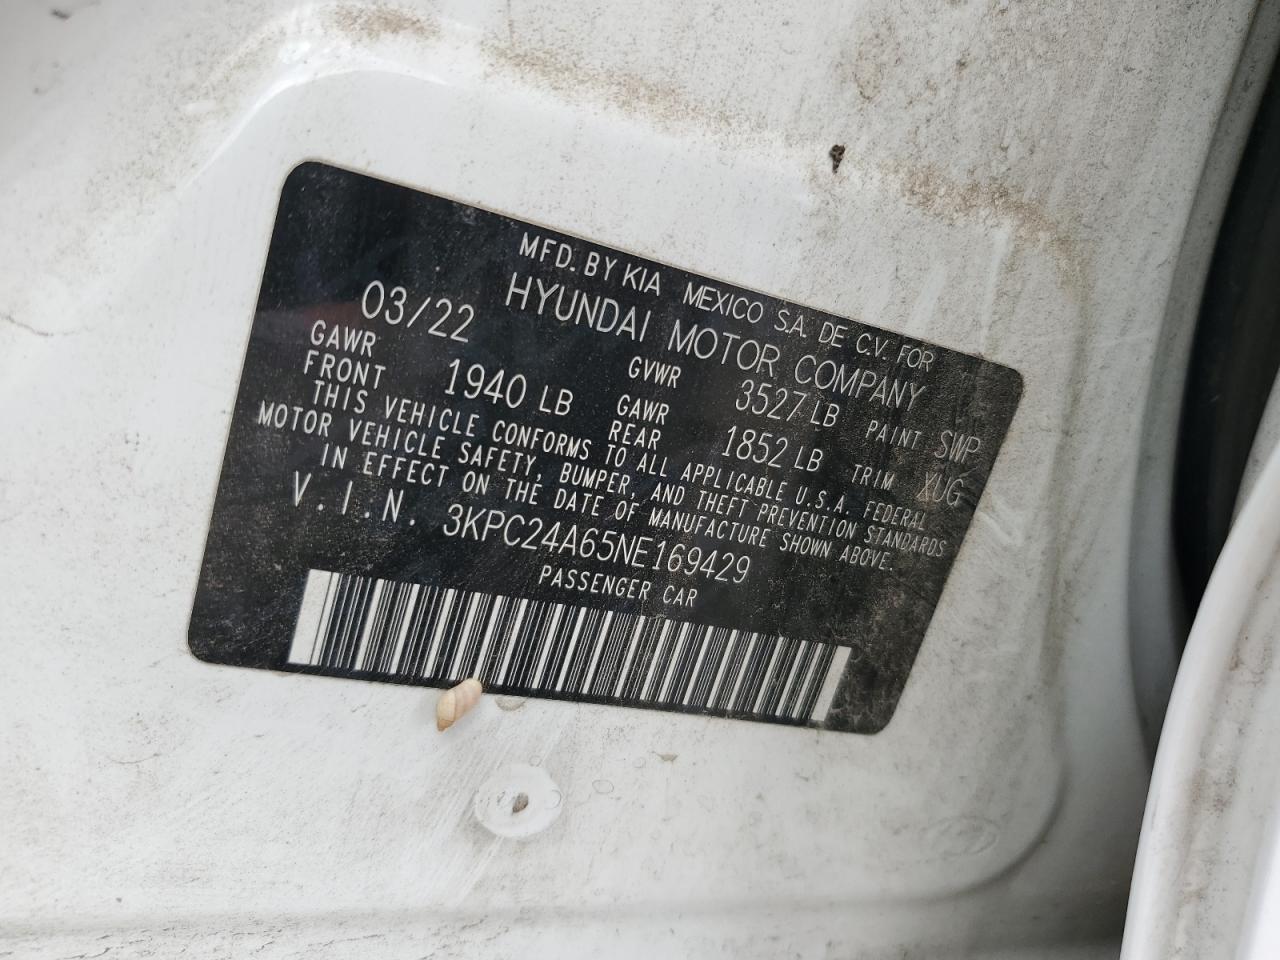 MFD. BY KIA MEXICO S.A. DE C.V. FOR
HYUNDAI MOTOR COMPANY
03/22 GVWR 3527 LB PAINT SWP
GAWR FRONT 1940 LB GAWR REAR 1852 LB TRIM XUG
THIS VEHICLE CONFORMS TO ALL APPLICABLE U.S.A. FEDERAL
MOTOR VEHICLE SAFETY, BUMPER, AND THEFT PREVENTION STANDARDS
IN EFFECT ON THE DATE OF MANUFACTURE SHOWN ABOVE.
V.I.N. 3KPC24A65NE169429
PASSENGER CAR